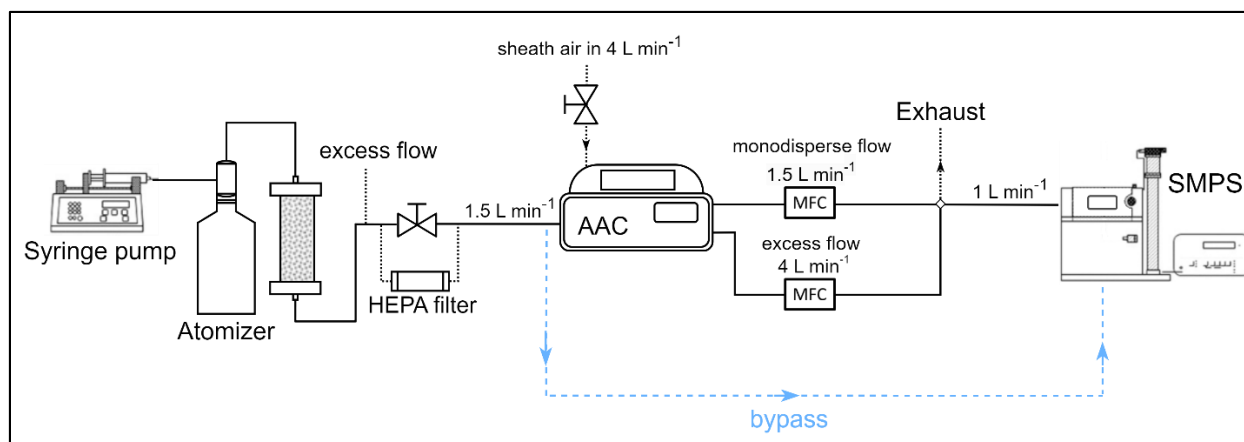 sheath air in 4 L min⁻¹
Exhaust
excess flow
monodisperse flow
1.5 L min⁻¹
MFC
1 L min⁻¹
SMPS
1.5 L min⁻¹
AAC
Syringe pump
Atomizer
HEPA filter
excess flow
4 L min⁻¹
MFC
bypass